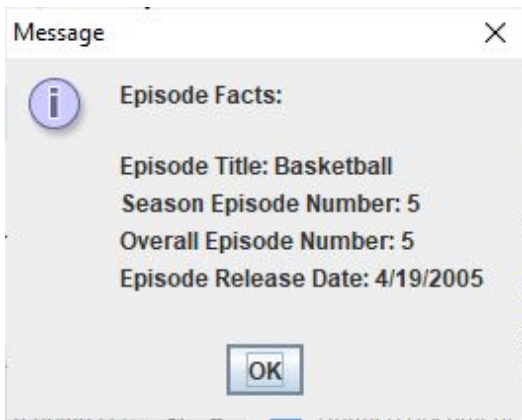 Message
Episode Facts:
Episode Title: Basketball
Season Episode Number: 5
Overall Episode Number: 5
Episode Release Date: 4/19/2005
OK